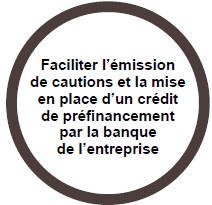 Faciliter l'émission
de cautions et la mise
en place d'un crédit
de préfinancement
par la banque
de l'entreprise